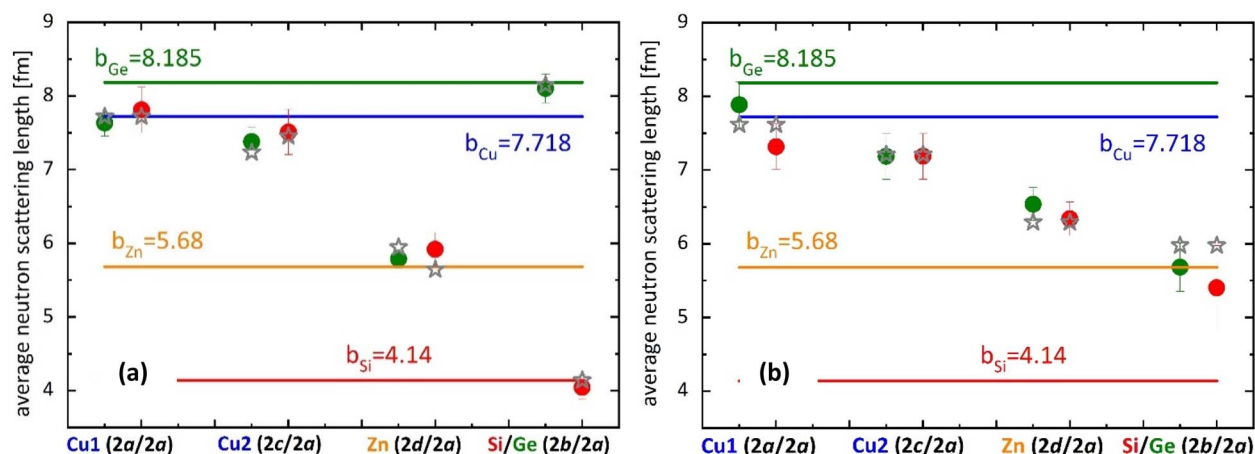 average neutron scattering length [fm]
9
8
7
6
5
4
b_Ge=8.185
b_Cu=7.718
b_Zn=5.68
b_Si=4.14
(a)
Cu1 (2a/2a) Cu2 (2c/2a) Zn (2d/2a) Si/Ge (2b/2a)
average neutron scattering length [fm]
9
8
7
6
5
4
b_Ge=8.185
b_Cu=7.718
b_Zn=5.68
b_Si=4.14
(b)
Cu1 (2a/2a) Cu2 (2c/2a) Zn (2d/2a) Si/Ge (2b/2a)